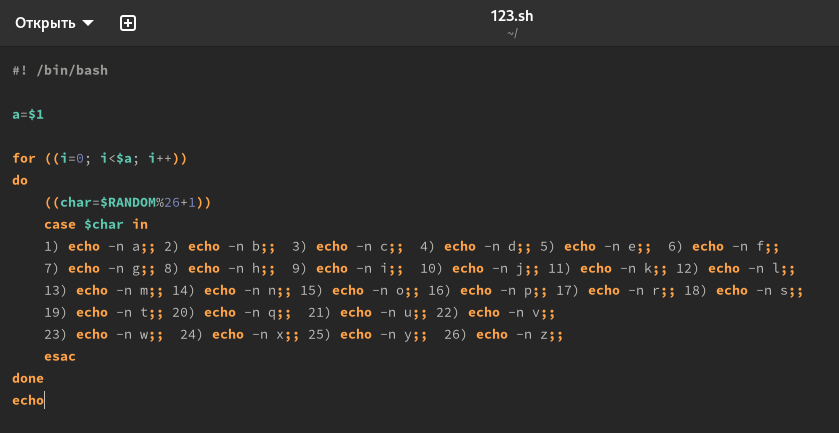 Открыть
123.sh
~/
#! /bin/bash
a=$1
for ((i=0; i<$a; i++))
do
    ((char=$RANDOM%26+1))
    case $char in
    1) echo -n a;; 2) echo -n b;;  3) echo -n c;;  4) echo -n d;; 5) echo -n e;;  6) echo -n f;;
    7) echo -n g;; 8) echo -n h;;  9) echo -n i;;  10) echo -n j;; 11) echo -n k;; 12) echo -n l;;
    13) echo -n m;; 14) echo -n n;; 15) echo -n o;; 16) echo -n p;; 17) echo -n r;; 18) echo -n s;;
    19) echo -n t;; 20) echo -n q;;  21) echo -n u;; 22) echo -n v;;
    23) echo -n w;;  24) echo -n x;; 25) echo -n y;;  26) echo -n z;;
    esac
done
echo